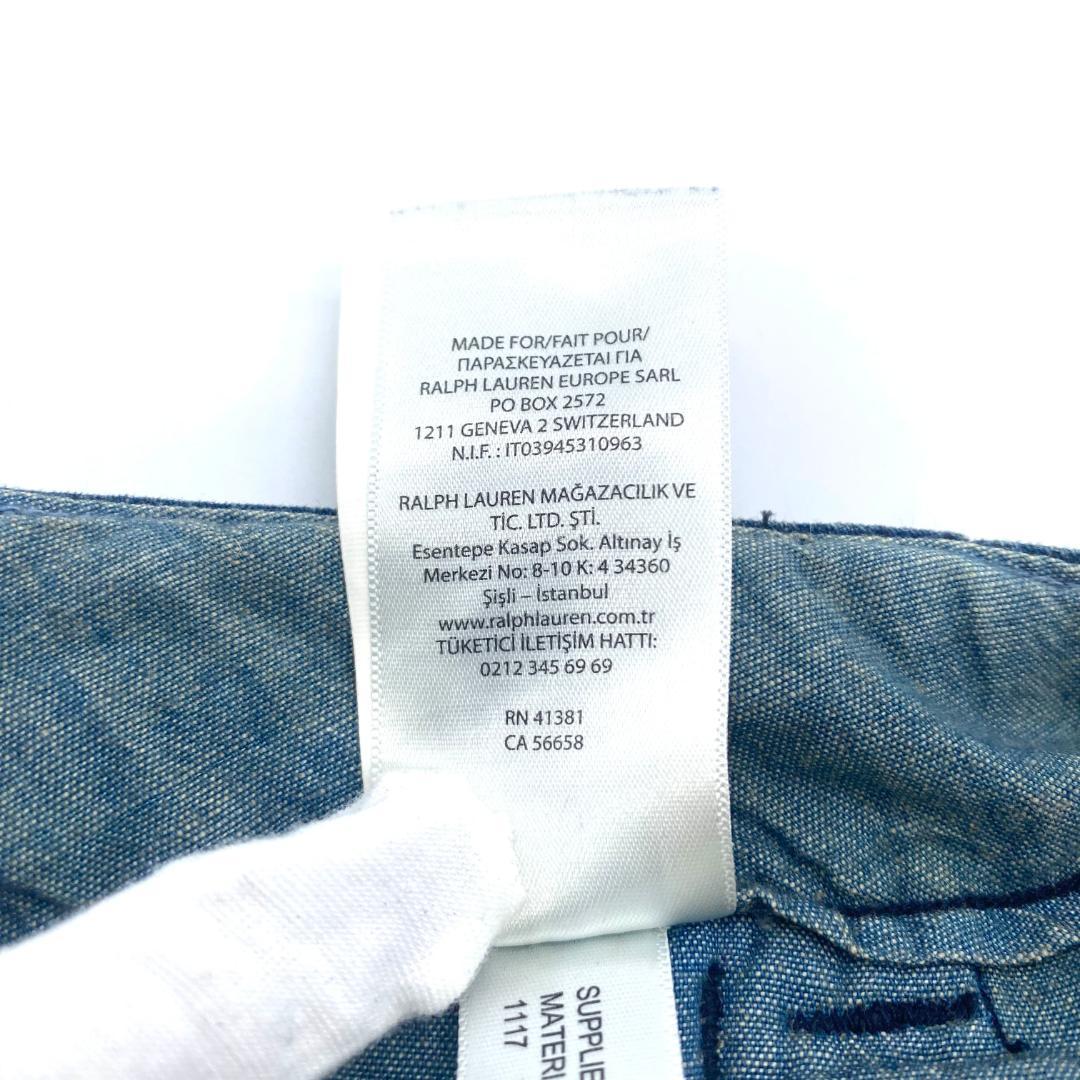 MADE FOR/FAIT POUR/
ΠΑΡΑΣΚΕΥΑΖΕΤΑΙ ΓΙΑ
RALPH LAUREN EUROPE SARL
PO BOX 2572
1211 GENEVA 2 SWITZERLAND
N.I.F. : IT03945310963
RALPH LAUREN MAĞAZACILIK VE
TİC. LTD. ŞTİ.
Esentepe Kasap Sok. Altınay İş
Merkezi No: 8-10 K: 4 34360
Şişli – İstanbul
www.ralphlauren.com.tr
TÜKETİCİ İLETİŞİM HATTI:
0212 345 69 69
RN 41381
CA 56658
SUPPLIE
MATERI
1117